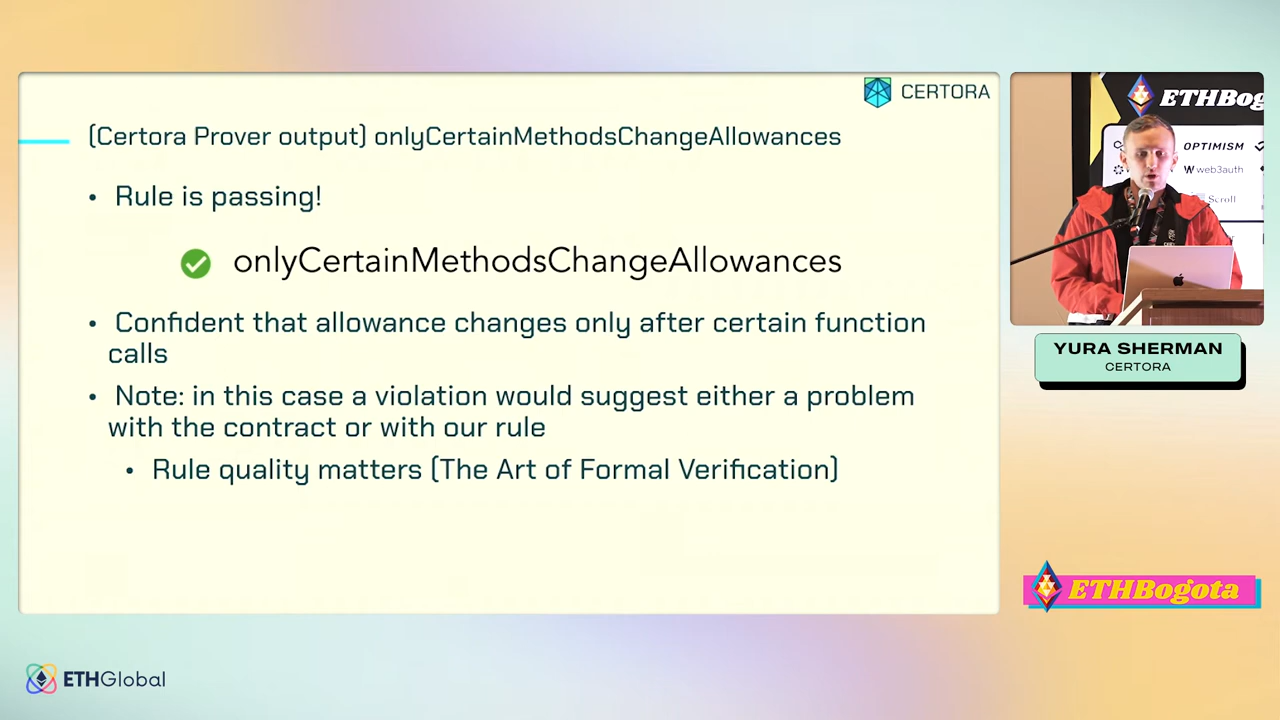 CERTORA
(Certora Prover output) onlyCertainMethodsChangeAllowances
• Rule is passing!
onlyCertainMethodsChangeAllowances
• Confident that allowance changes only after certain function
calls
• Note: in this case a violation would suggest either a problem
with the contract or with our rule
• Rule quality matters (The Art of Formal Verification)
ETHBog
OPTIMISM
web3auth
Scroll
YURA SHERMAN
CERTORA
ETHBogota
ETHGlobal